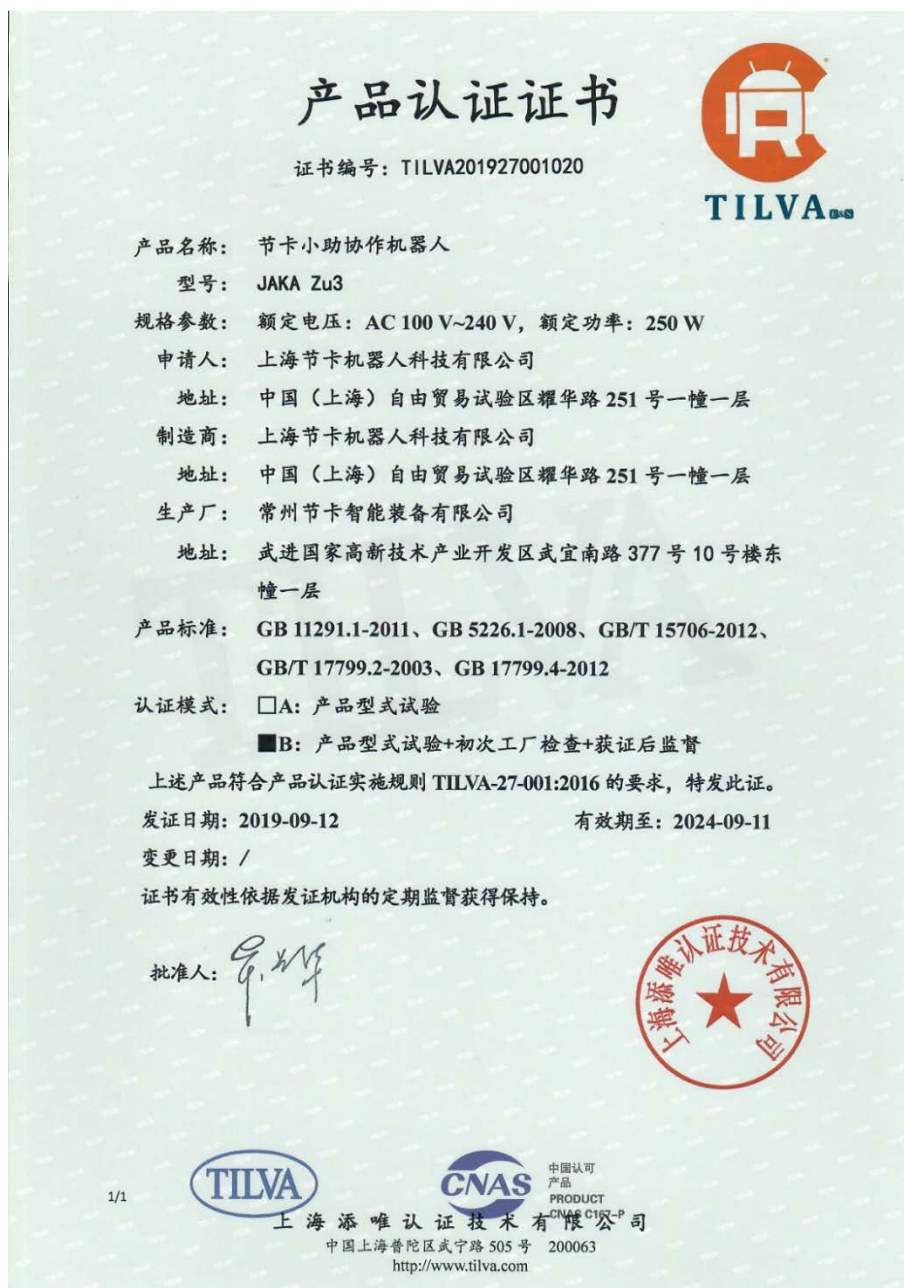 产品认证证书
证书编号：TILVA201927001020
R
TILVA
产品名称： 节卡小助协作机器人
型号： JAKA Zu3
规格参数： 额定电压：AC 100 V~240 V，额定功率：250 W
申请人： 上海节卡机器人科技有限公司
地址： 中国（上海）自由贸易试验区耀华路 251 号一幢一层
制造商： 上海节卡机器人科技有限公司
地址： 中国（上海）自由贸易试验区耀华路 251 号一幢一层
生产厂： 常州节卡智能装备有限公司
地址： 武进国家高新技术产业开发区武宜南路 377 号 10 号楼东
幢一层
产品标准： GB 11291.1-2011、GB 5226.1-2008、GB/T 15706-2012、
GB/T 17799.2-2003、GB 17799.4-2012
认证模式： □A：产品型式试验
■B：产品型式试验+初次工厂检查+获证后监督
上述产品符合产品认证实施规则 TILVA-27-001:2016 的要求，特发此证。
发证日期：2019-09-12 有效期至：2024-09-11
变更日期：/
证书有效性依据发证机构的定期监督获得保持。
批准人：
上海添唯认证技术有限公司
1/1
TILVA
CNAS
中国认可
产品
PRODUCT
CNAS C167-P
上海添唯认证技术有限公司
中国上海普陀区武宁路 505 号 200063
http://www.tilva.com